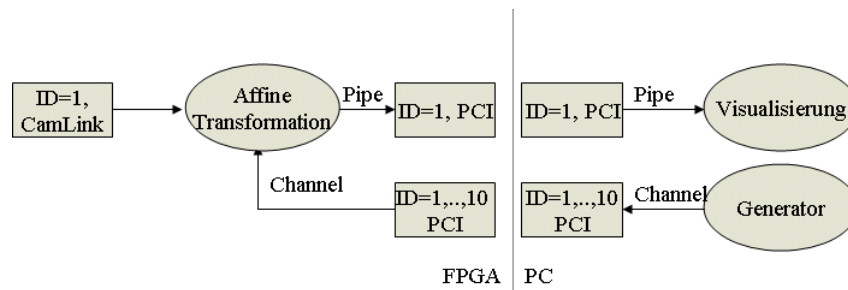 ID=1,
CamLink
Affine
Transformation
Pipe
ID=1, PCI
ID=1, PCI
Pipe
Visualisierung
Channel
ID=1,..,10
PCI
ID=1,..,10
PCI
Channel
Generator
FPGA
PC